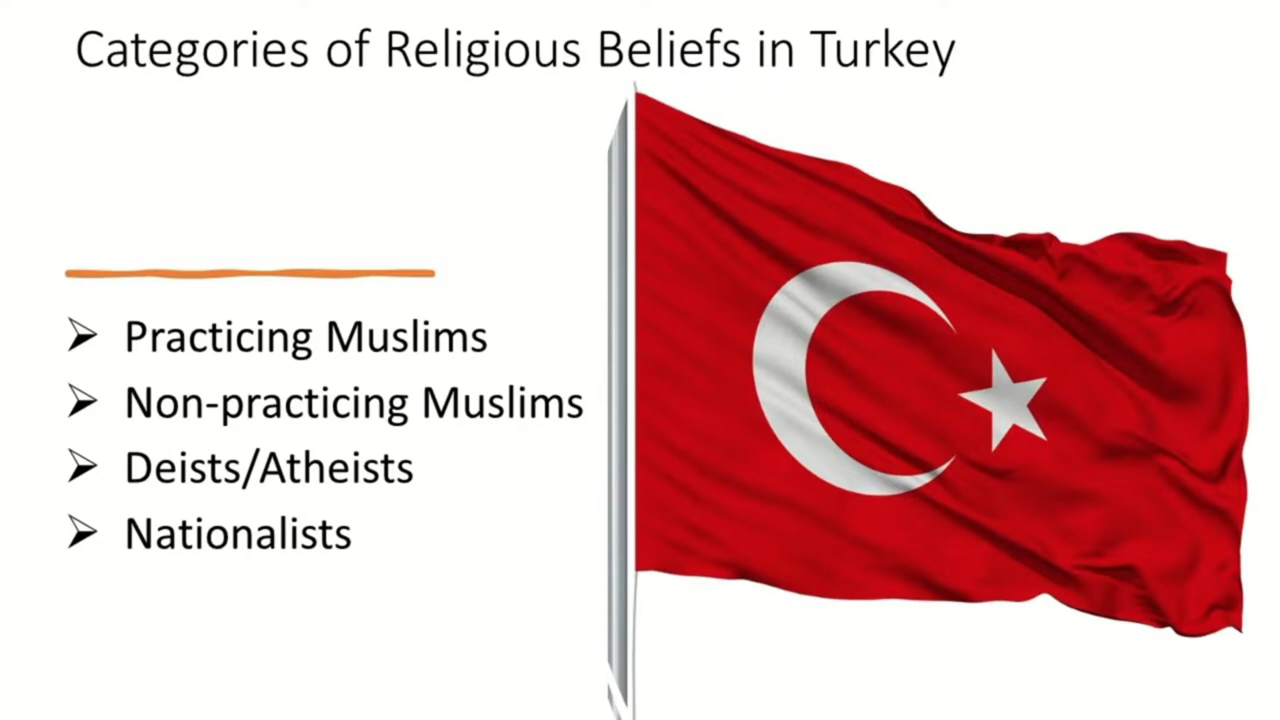 Categories of Religious Beliefs in Turkey
Practicing Muslims
Non-practicing Muslims
Deists/Atheists
Nationalists